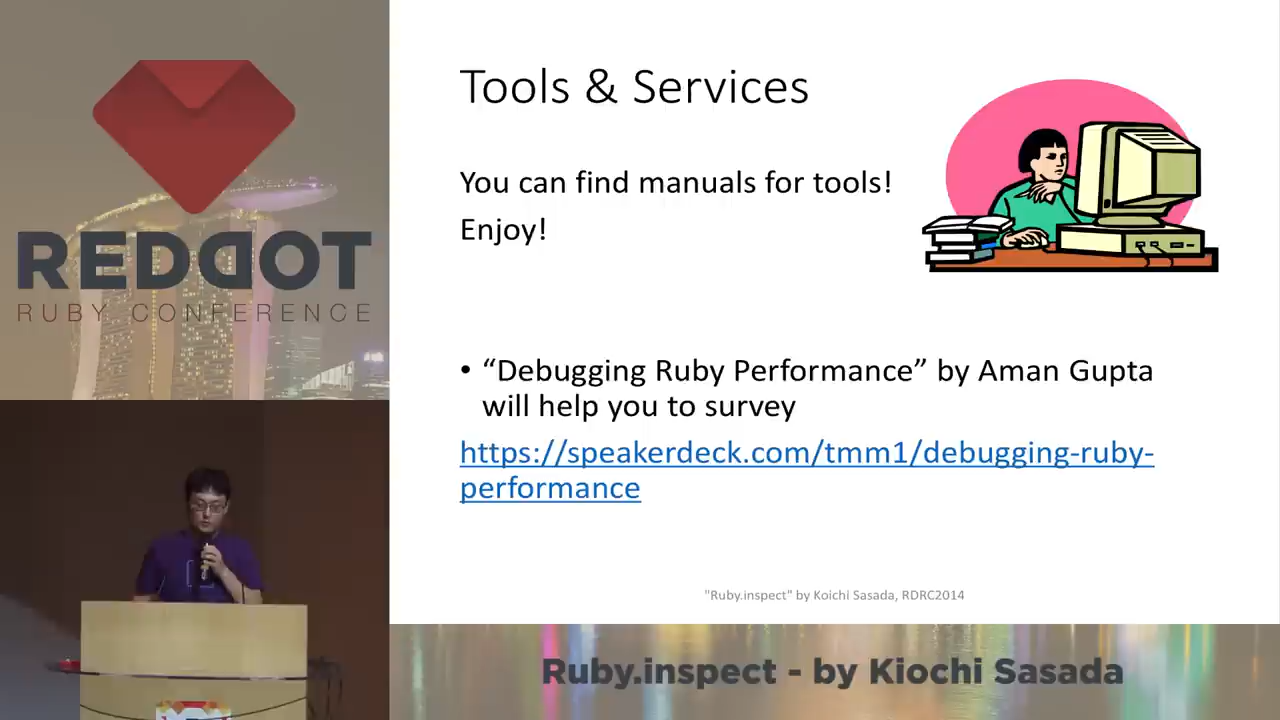 REDDOT
RUBY CONFERENCE
Tools & Services
You can find manuals for tools!
Enjoy!
• “Debugging Ruby Performance” by Aman Gupta
will help you to survey
https://speakerdeck.com/tmm1/debugging-ruby-
performance
"Ruby.inspect" by Koichi Sasada, RDRC2014
Ruby.inspect - by Kiochi Sasada